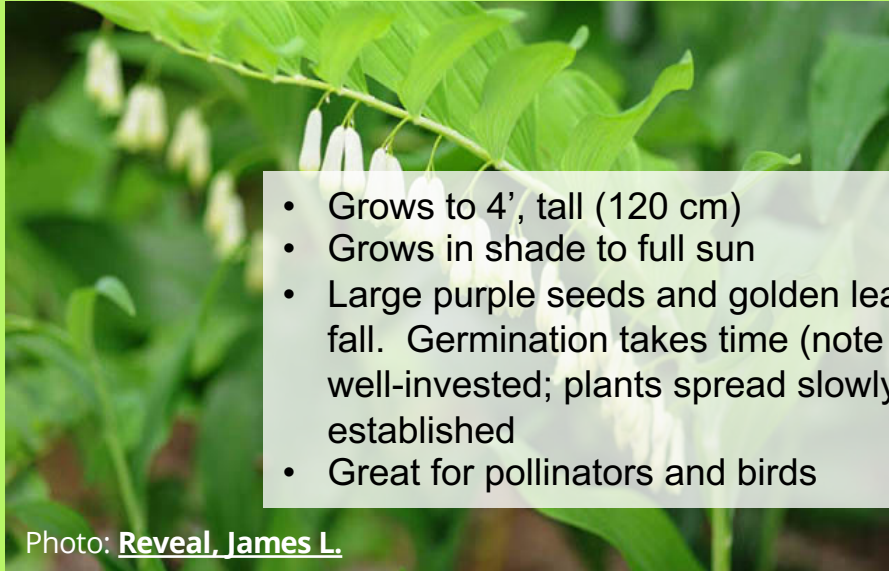 • Grows to 4’, tall (120 cm)
• Grows in shade to full sun
• Large purple seeds and golden
fall. Germination takes time (note
well-invested; plants spread slowly
established
• Great for pollinators and birds
Photo: Reveal, James L.